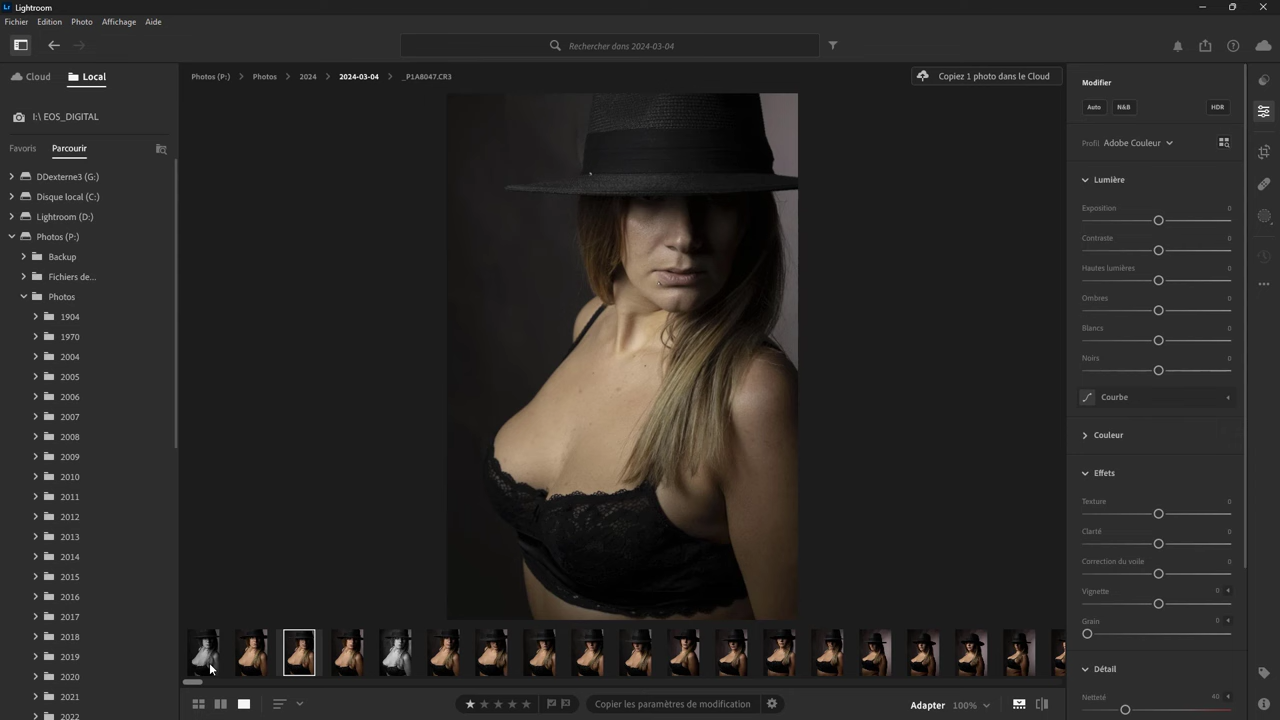 Lightroom
Fichier Edition Photo Affichage Aide
Rechercher dans 2024-03-04
Cloud Local
Photos (P:) Photos 2024 2024-03-04 _P1A8047.CR3
Copiez 1 photo dans le Cloud
I:\ EOS_DIGITAL
Favoris Parcourir
DDexterne3 (G:)
Disque local (C:)
Lightroom (D:)
Photos (P:)
Backup
Fichiers de...
Photos
1904
1970
2004
2005
2006
2007
2008
2009
2010
2011
2012
2013
2014
2015
2016
2017
2018
2019
2020
2021
2022
Modifier
Auto N&B HDR
Profil Adobe Couleur
Lumière
Exposition 0
Contraste 0
Hautes lumières 0
Ombres 0
Blancs 0
Noirs 0
Courbe
Couleur
Effets
Texture 0
Clarté 0
Correction du voile 0
Vignette 0
Grain 0
Détail
Netteté 40
Copier les paramètres de modification
Adapter 100%